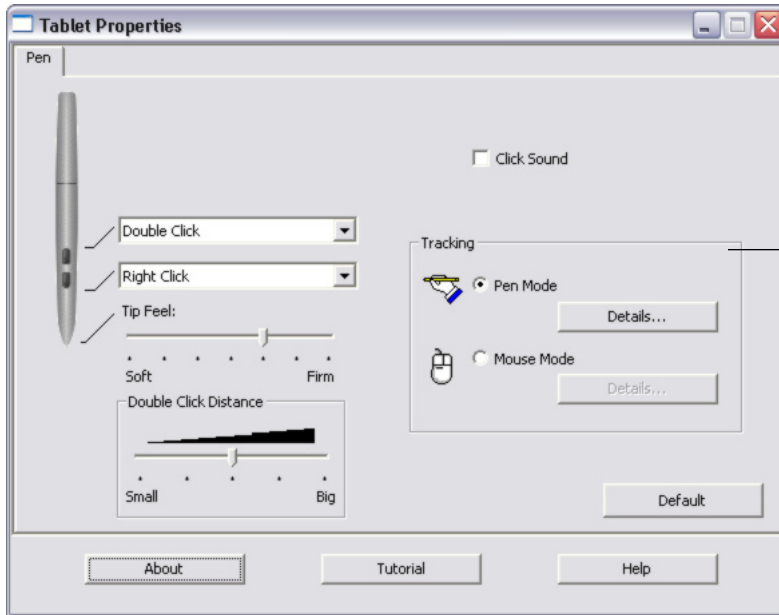 Tablet Properties
Pen
Click Sound
Double Click
Right Click
Tip Feel:
Soft Firm
Double Click Distance
Small Big
Tracking
Pen Mode
Details...
Mouse Mode
Details...
Default
About Tutorial Help